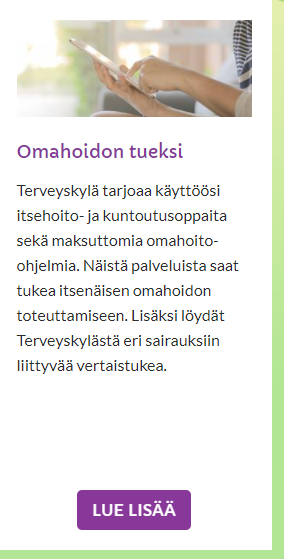 Omahoidon tueksi
Terveyskylä tarjoaa käyttöösi
itsehoito- ja kuntoutusoppaita
sekä maksuttomia omahoito-
ohjelmia. Näistä palveluista saat
tukea itsenäisen omahoidon
toteuttamiseen. Lisäksi löydät
Terveyskylästä eri sairauksiin
liittyvää vertaistukea.
LUE LISÄÄ